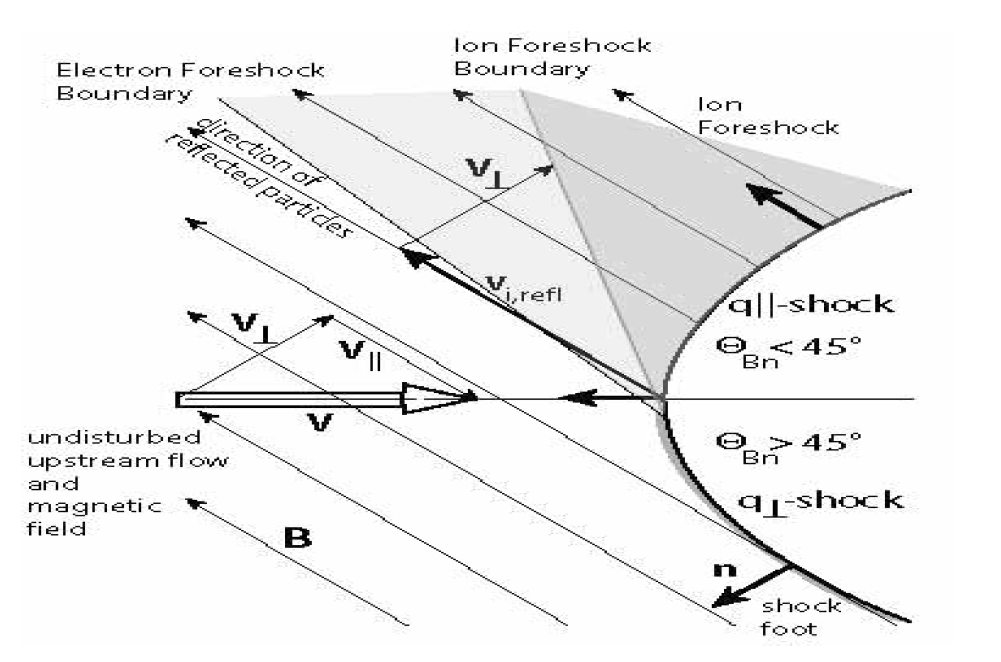 Ion Foreshock
Boundary
Electron Foreshock
Boundary
Ion
Foreshock
direction of
reflected particles
V⊥
Vi,refl
q||-shock
ΘBn < 45°
V⊥
V||
V
undisturbed
upstream flow
and
magnetic
field
ΘBn > 45°
q⊥-shock
B
n
shock
foot